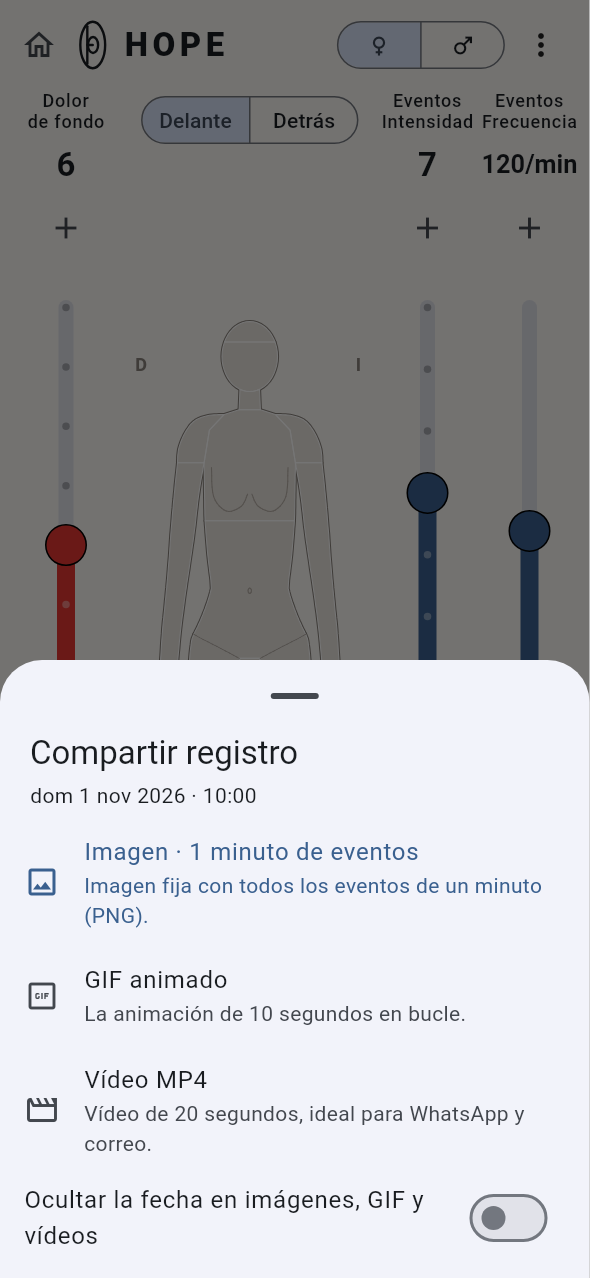 HOPE
Dolor
de fondo
6
Delante
Detrás
Eventos
Intensidad
7
Eventos
Frecuencia
120/min
D
I
Compartir registro
dom 1 nov 2026 · 10:00
Imagen · 1 minuto de eventos
Imagen fija con todos los eventos de un minuto
(PNG).
GIF
GIF animado
La animación de 10 segundos en bucle.
Vídeo MP4
Vídeo de 20 segundos, ideal para WhatsApp y
correo.
Ocultar la fecha en imágenes, GIF y
vídeos